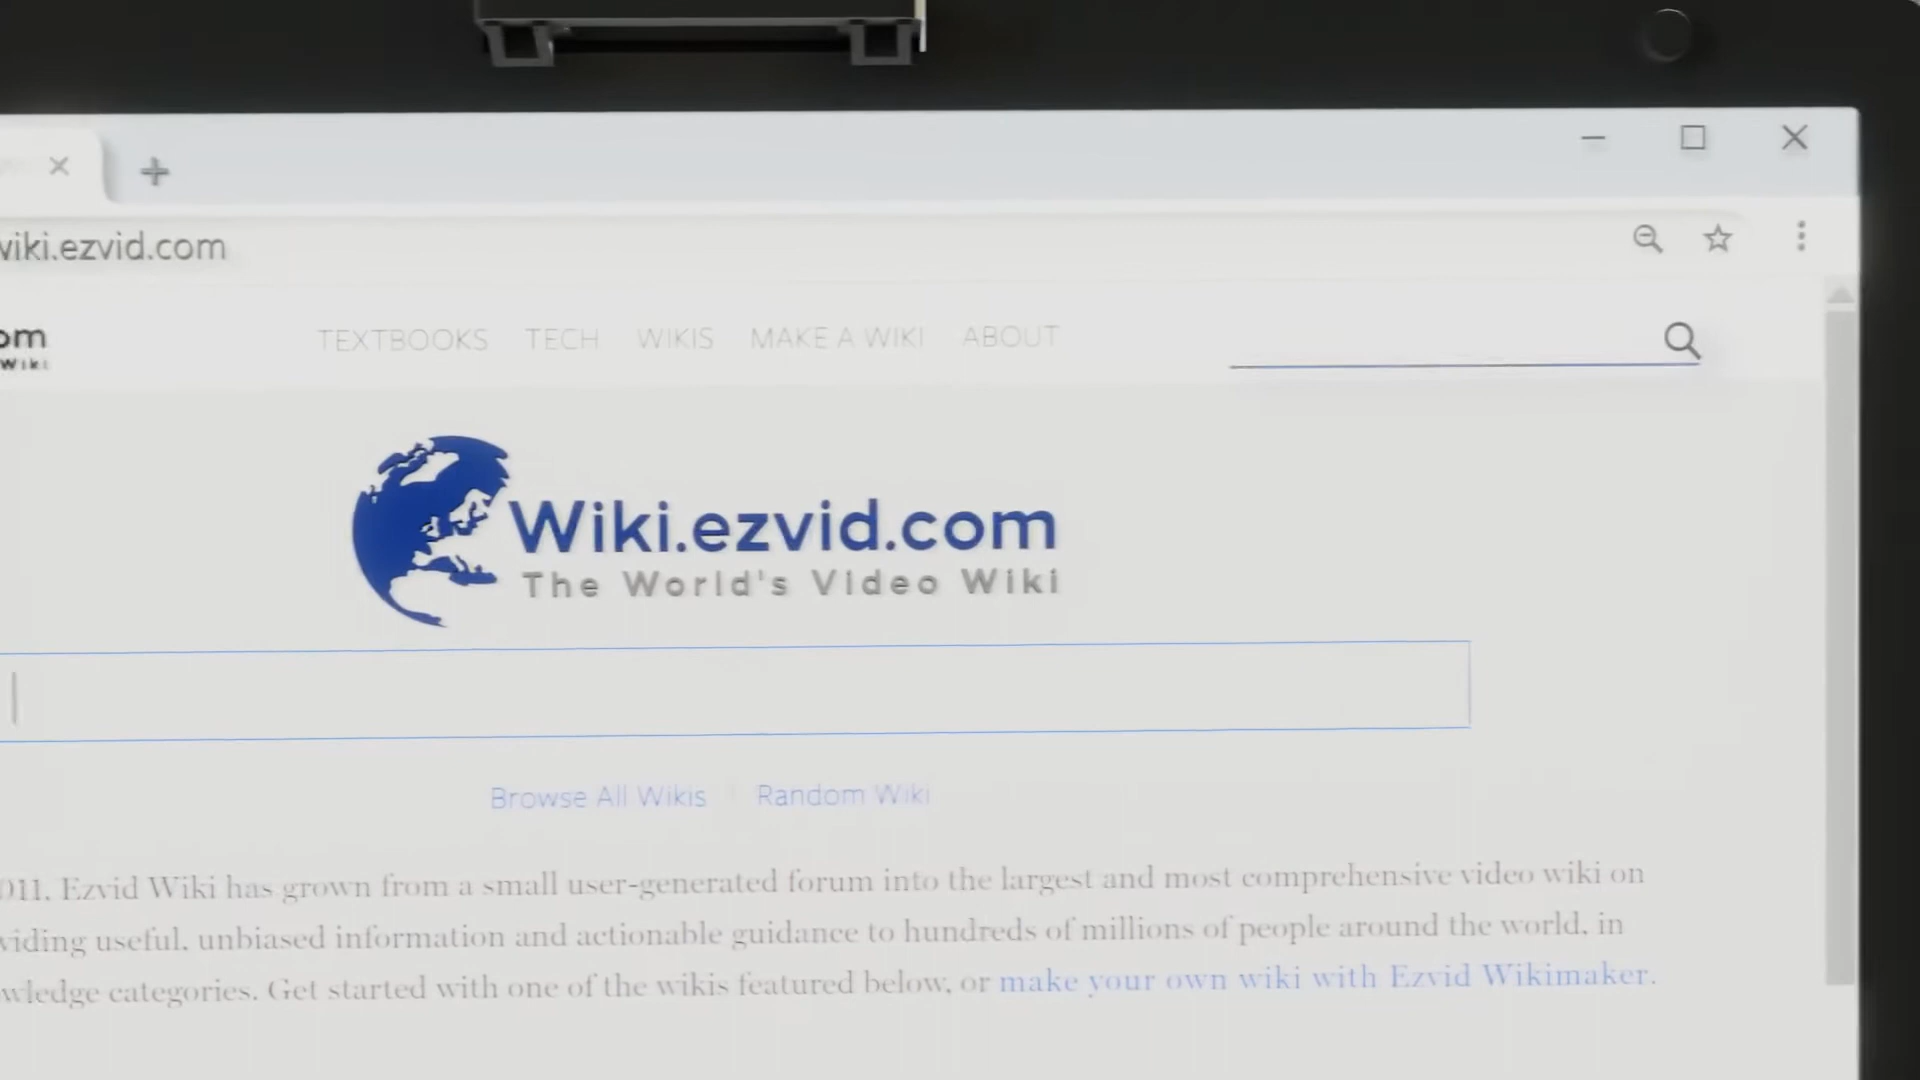 wiki.ezvid.com
om
Wiki
TEXTBOOKS TECH WIKIS MAKE A WIKI ABOUT
Wiki.ezvid.com
The World's Video Wiki
Browse All Wikis Random Wiki
011, Ezvid Wiki has grown from a small user-generated forum into the largest and most comprehensive video wiki on
viding useful, unbiased information and actionable guidance to hundreds of millions of people around the world, in
wledge categories. Get started with one of the wikis featured below, or make your own wiki with Ezvid Wikimaker.